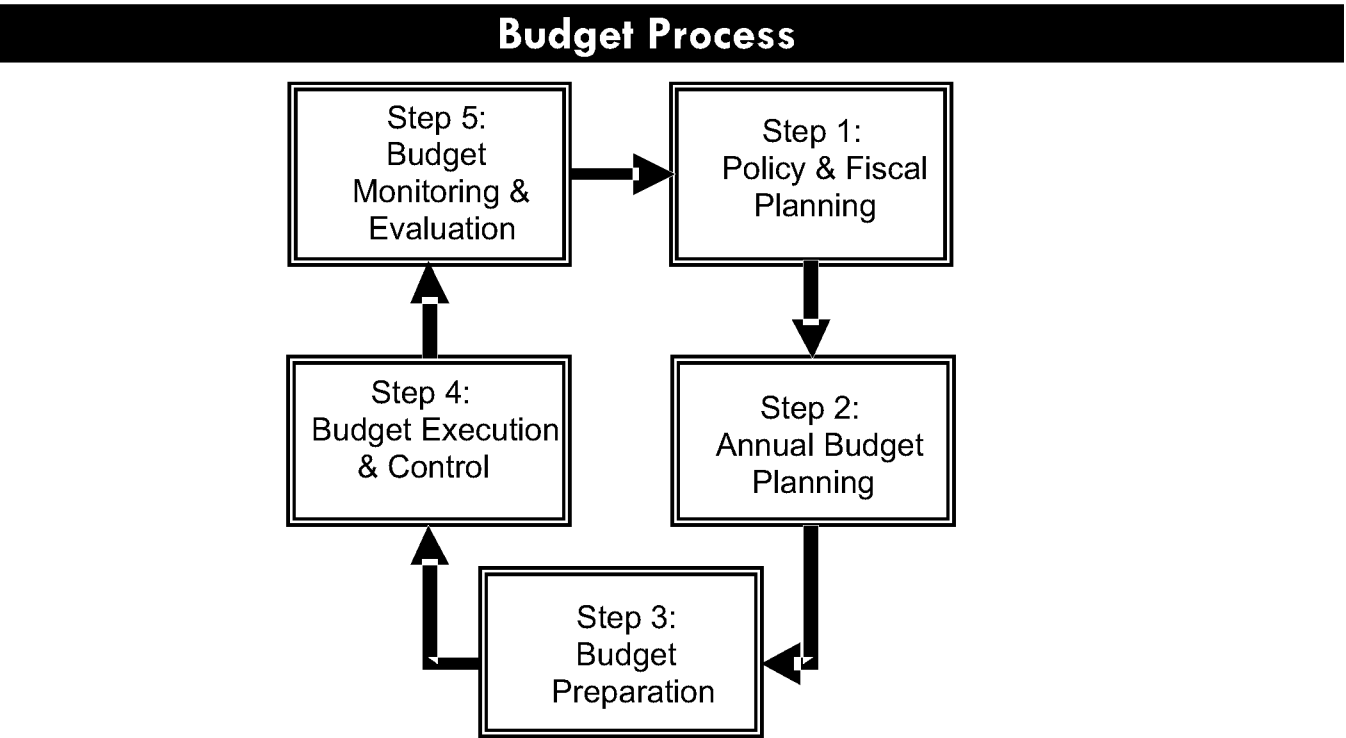 Budget Process
Step 5:
Budget
Monitoring &
Evaluation
Step 1:
Policy & Fiscal
Planning
Step 4:
Budget Execution
& Control
Step 2:
Annual Budget
Planning
Step 3:
Budget
Preparation